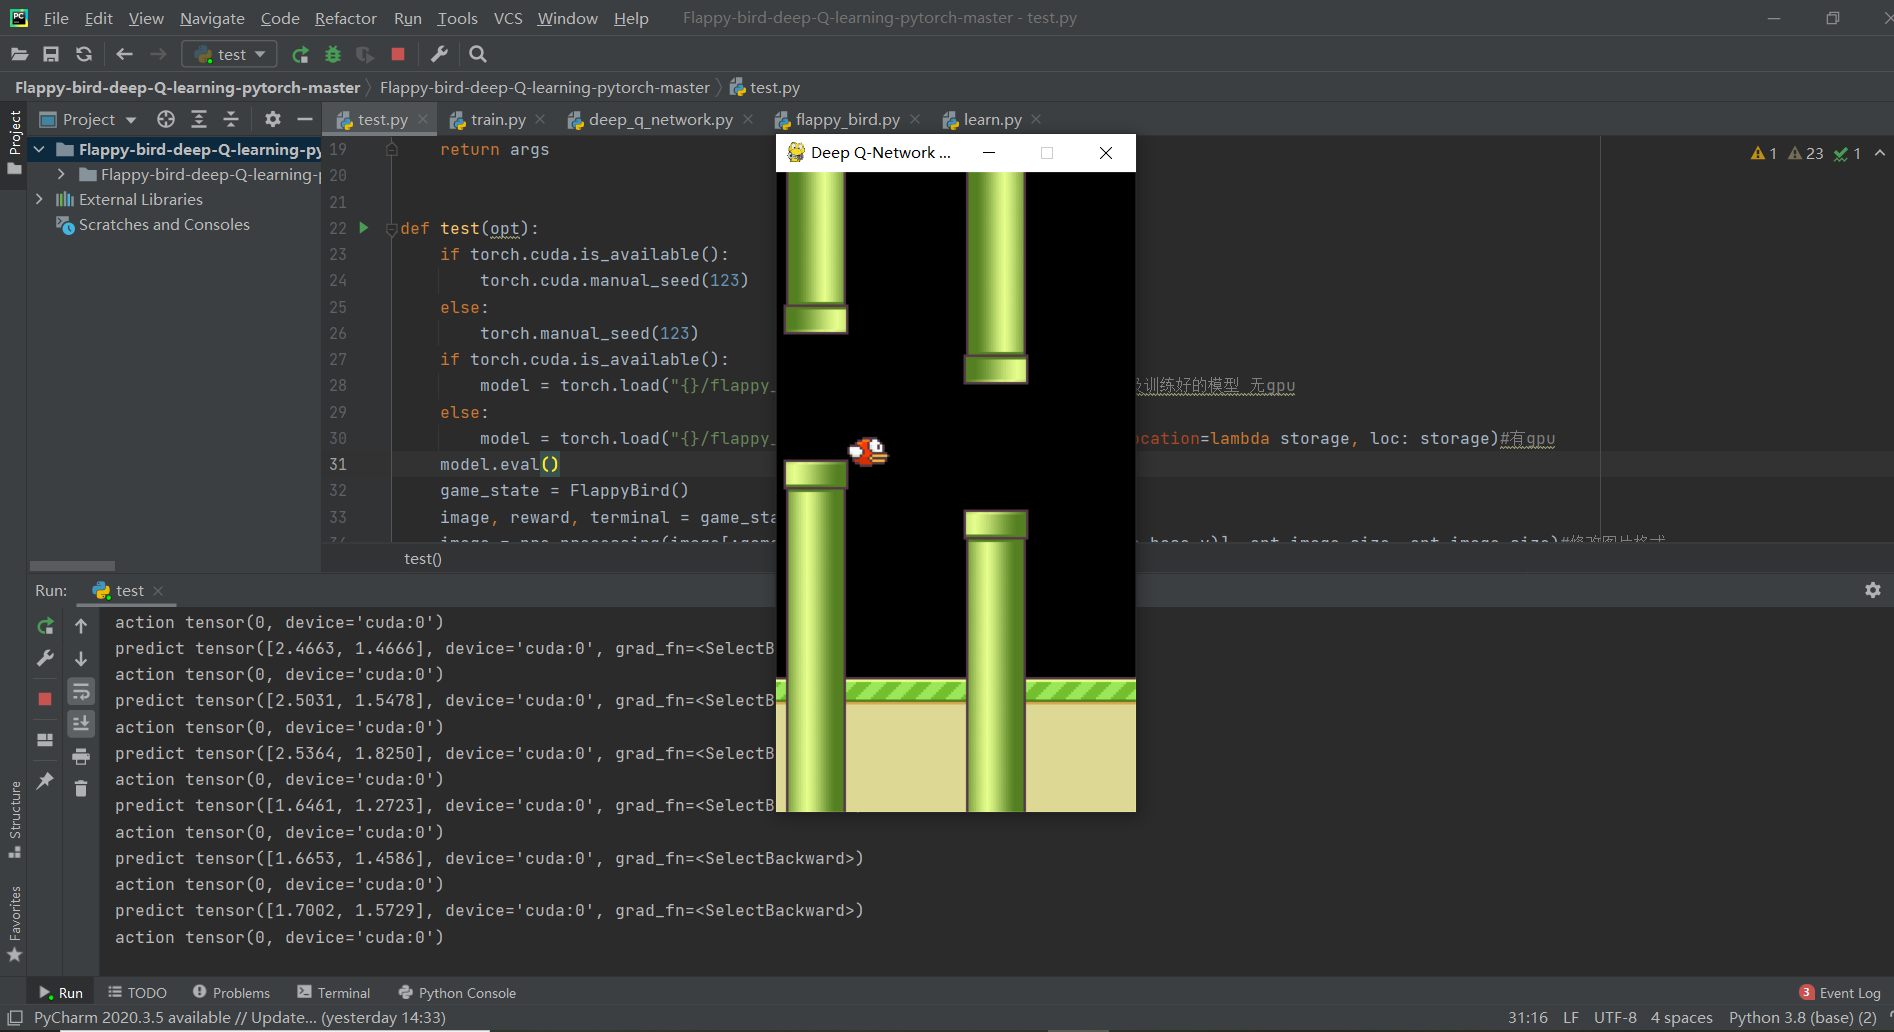 File Edit View Navigate Code Refactor Run Tools VCS Window Help Flappy-bird-deep-Q-learning-pytorch-master - test.py
test
Flappy-bird-deep-Q-learning-pytorch-master Flappy-bird-deep-Q-learning-pytorch-master test.py
Project test.py train.py deep_q_network.py flappy_bird.py learn.py
Project
Flappy-bird-deep-Q-learning-py
Flappy-bird-deep-Q-learning-p
External Libraries
Scratches and Consoles
Deep Q-Network ...
1 23 1
19 return args
20
21
22 def test(opt):
23 if torch.cuda.is_available():
24 torch.cuda.manual_seed(123)
25 else:
26 torch.manual_seed(123)
27 if torch.cuda.is_available():
28 model = torch.load("{}/flappy_ 训练好的模型 无gpu
29 else:
30 model = torch.load("{}/flappy_ ocation=lambda storage, loc: storage)#有gpu
31 model.eval()
32 game_state = FlappyBird()
33 image, reward, terminal = game_sta
test()
Run: test
action tensor(0, device='cuda:0')
predict tensor([2.4663, 1.4666], device='cuda:0', grad_fn=<SelectB
action tensor(0, device='cuda:0')
predict tensor([2.5031, 1.5478], device='cuda:0', grad_fn=<SelectB
action tensor(0, device='cuda:0')
predict tensor([2.5364, 1.8250], device='cuda:0', grad_fn=<SelectB
action tensor(0, device='cuda:0')
predict tensor([1.6461, 1.2723], device='cuda:0', grad_fn=<SelectB
action tensor(0, device='cuda:0')
predict tensor([1.6653, 1.4586], device='cuda:0', grad_fn=<SelectBackward>)
action tensor(0, device='cuda:0')
predict tensor([1.7002, 1.5729], device='cuda:0', grad_fn=<SelectBackward>)
action tensor(0, device='cuda:0')
Structure
Favorites
Run TODO Problems Terminal Python Console 3 Event Log
PyCharm 2020.3.5 available // Update... (yesterday 14:33) 31:16 LF UTF-8 4 spaces Python 3.8 (base) (2)